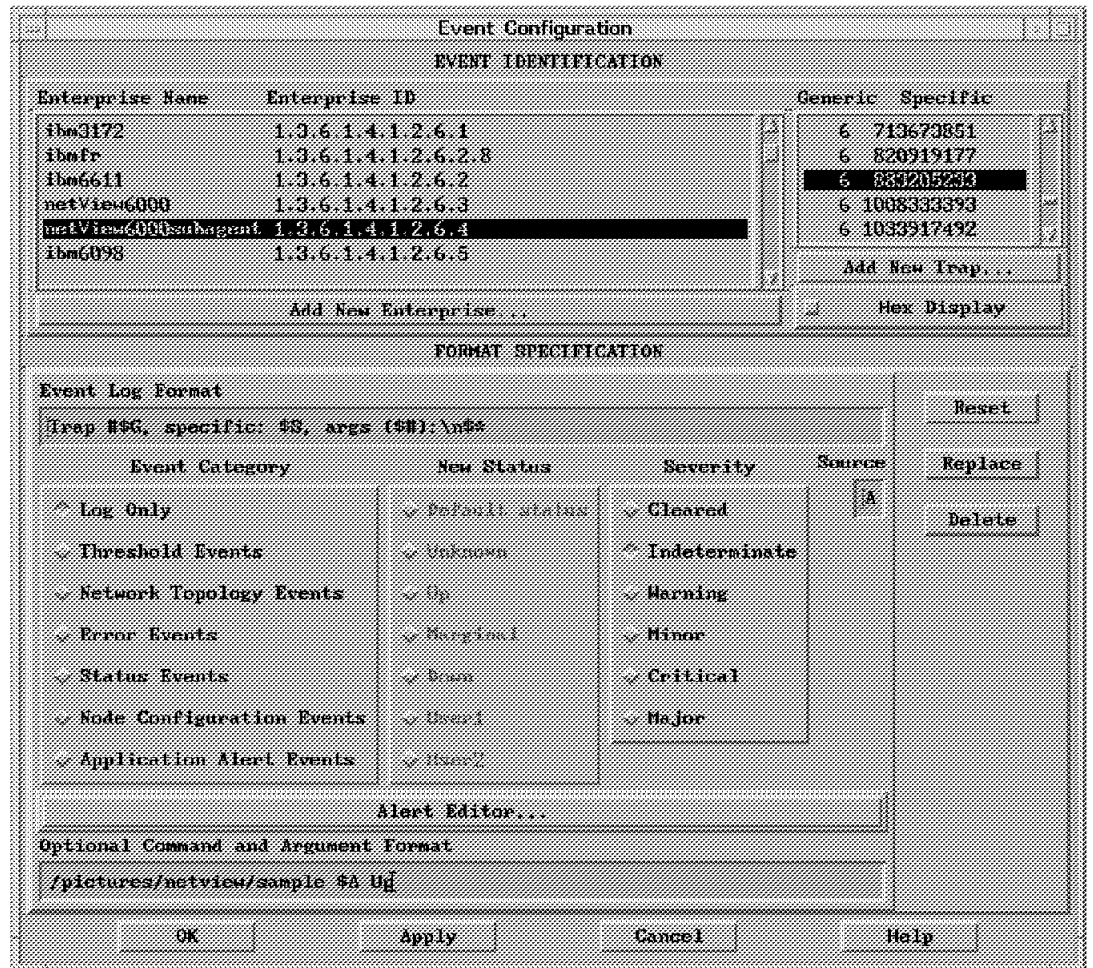 Event Configuration
EVENT IDENTIFICATION
Enterprise Name Enterprise ID Generic Specific
ibm3172 1.3.6.1.4.1.2.6.1 6 713673851
ibmfr 1.3.6.1.4.1.2.6.2.8 6 820919177
ibm6611 1.3.6.1.4.1.2.6.2 6 883205233
netView6000 1.3.6.1.4.1.2.6.3 6 1008333393
netView6000subagent 1.3.6.1.4.1.2.6.4 6 1033917492
ibm6098 1.3.6.1.4.1.2.6.5
Add New Trap...
Add New Enterprise... Hex Display
FORMAT SPECIFICATION
Event Log Format
Reset
Trap #$G, specific: $S, args ($#):\n$*
Event Category New Status Severity Source Replace
Log Only Default status Cleared A
Delete
Threshold Events Unknown Indeterminate
Network Topology Events Up Warning
Error Events Marginal Minor
Status Events Down Critical
Node Configuration Events User1 Major
Application Alert Events User2
Alert Editor...
Optional Command and Argument Format
/pictures/netview/sample $A Up
OK Apply Cancel Help